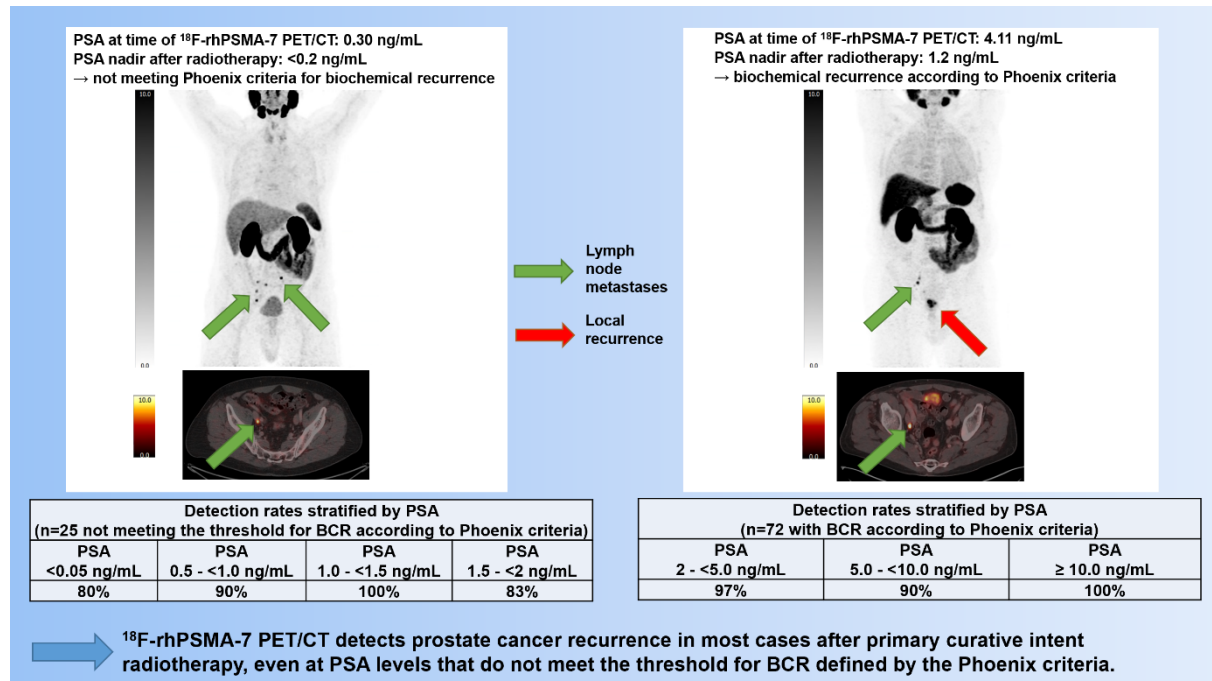 PSA at time of ¹⁸F-rhPSMA-7 PET/CT: 0.30 ng/mL
PSA nadir after radiotherapy: <0.2 ng/mL
→ not meeting Phoenix criteria for biochemical recurrence
10.0
0.0
10.0
0.0
Lymph
node
metastases
Local
recurrence
PSA at time of ¹⁸F-rhPSMA-7 PET/CT: 4.11 ng/mL
PSA nadir after radiotherapy: 1.2 ng/mL
→ biochemical recurrence according to Phoenix criteria
10.0
0.0
10.0
0.0
Detection rates stratified by PSA
(n=25 not meeting the threshold for BCR according to Phoenix criteria)
PSA PSA PSA PSA
<0.05 ng/mL 0.5 - <1.0 ng/mL 1.0 - <1.5 ng/mL 1.5 - <2 ng/mL
80% 90% 100% 83%
Detection rates stratified by PSA
(n=72 with BCR according to Phoenix criteria)
PSA PSA PSA
2 - <5.0 ng/mL 5.0 - <10.0 ng/mL ≥ 10.0 ng/mL
97% 90% 100%
¹⁸F-rhPSMA-7 PET/CT detects prostate cancer recurrence in most cases after primary curative intent
radiotherapy, even at PSA levels that do not meet the threshold for BCR defined by the Phoenix criteria.